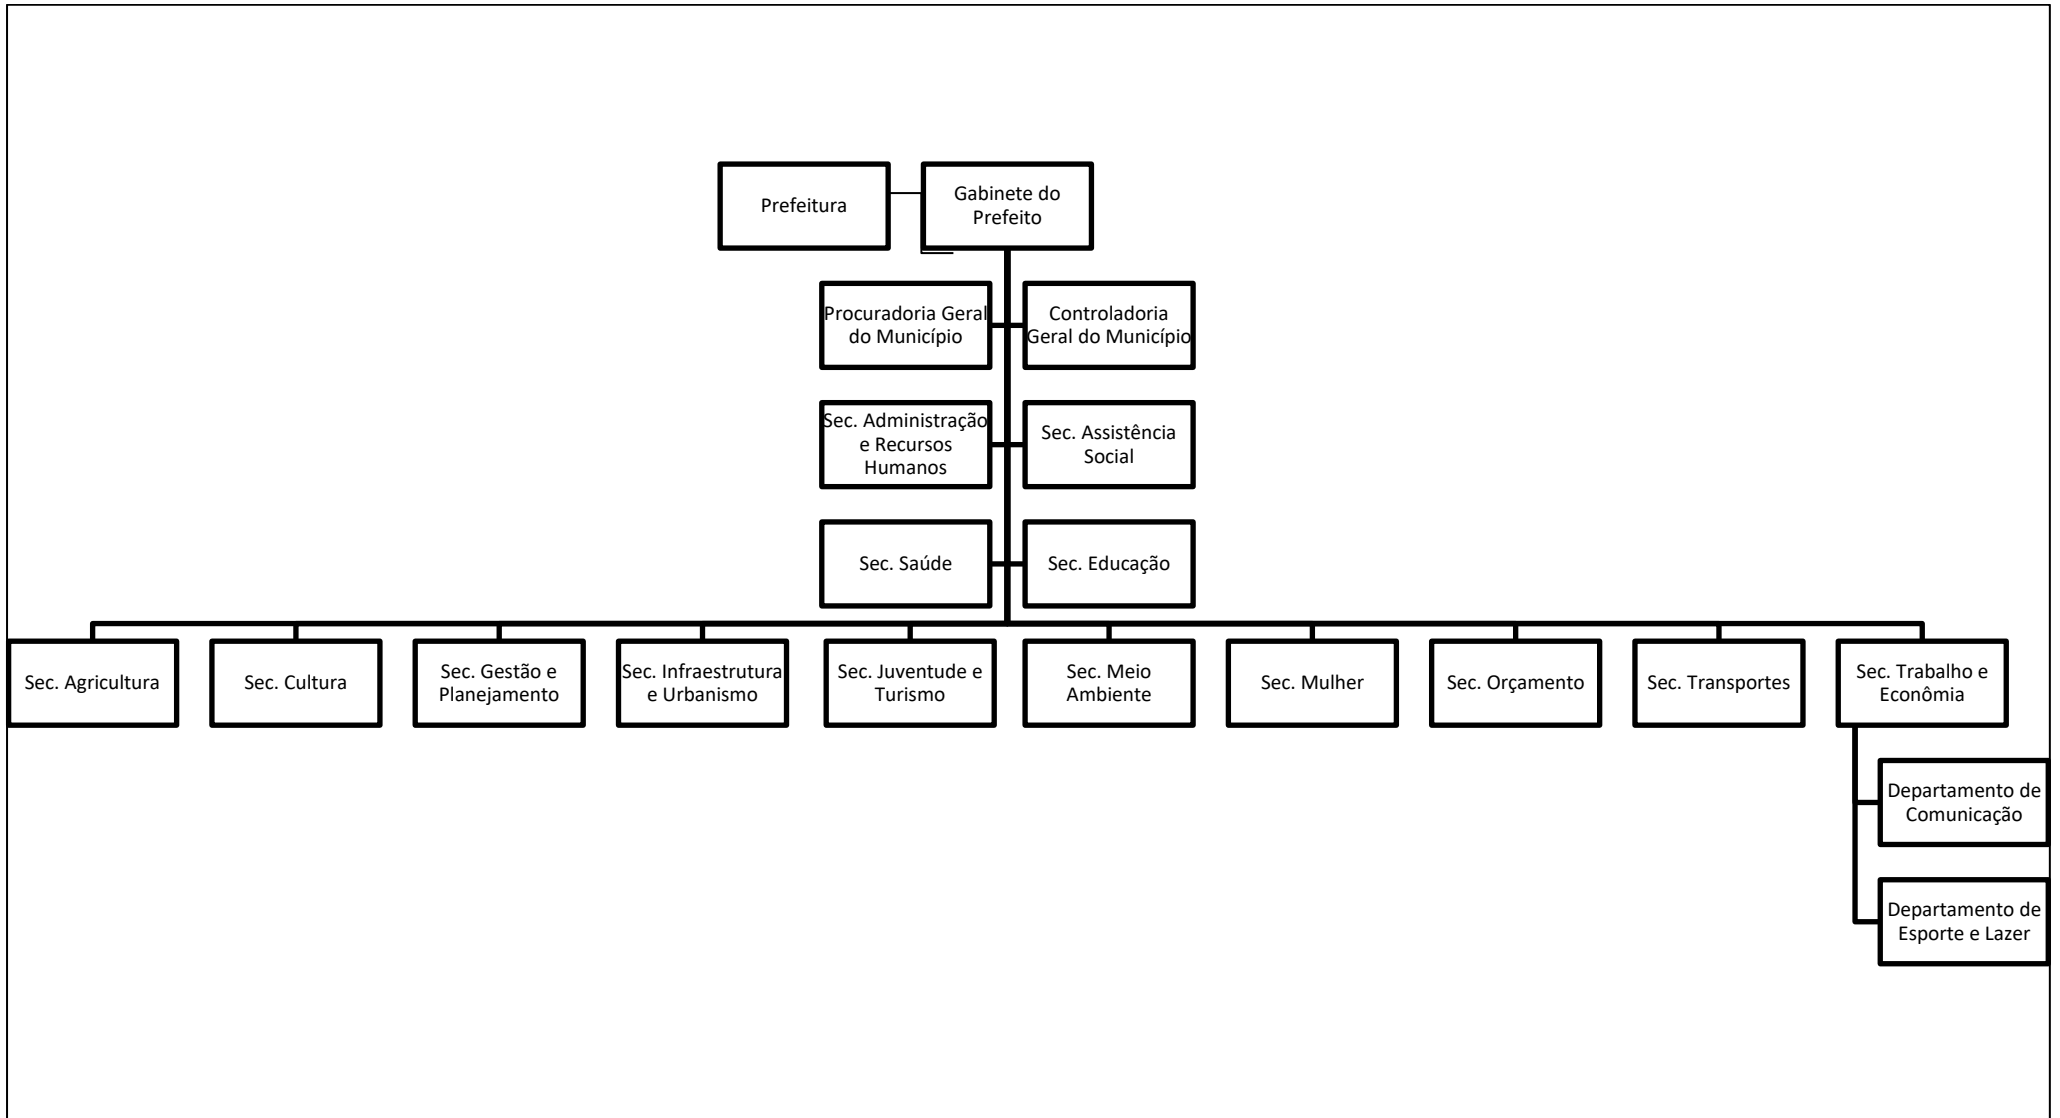 Prefeitura
Gabinete do
Prefeito
Procuradoria Geral
do Município
Controladoria
Geral do Município
Sec. Administração
e Recursos
Humanos
Sec. Assistência
Social
Sec. Saúde
Sec. Educação
Sec. Agricultura
Sec. Cultura
Sec. Gestão e
Planejamento
Sec. Infraestrutura
e Urbanismo
Sec. Juventude e
Turismo
Sec. Meio
Ambiente
Sec. Mulher
Sec. Orçamento
Sec. Transportes
Sec. Trabalho e
Econômia
Departamento de
Comunicação
Departamento de
Esporte e Lazer